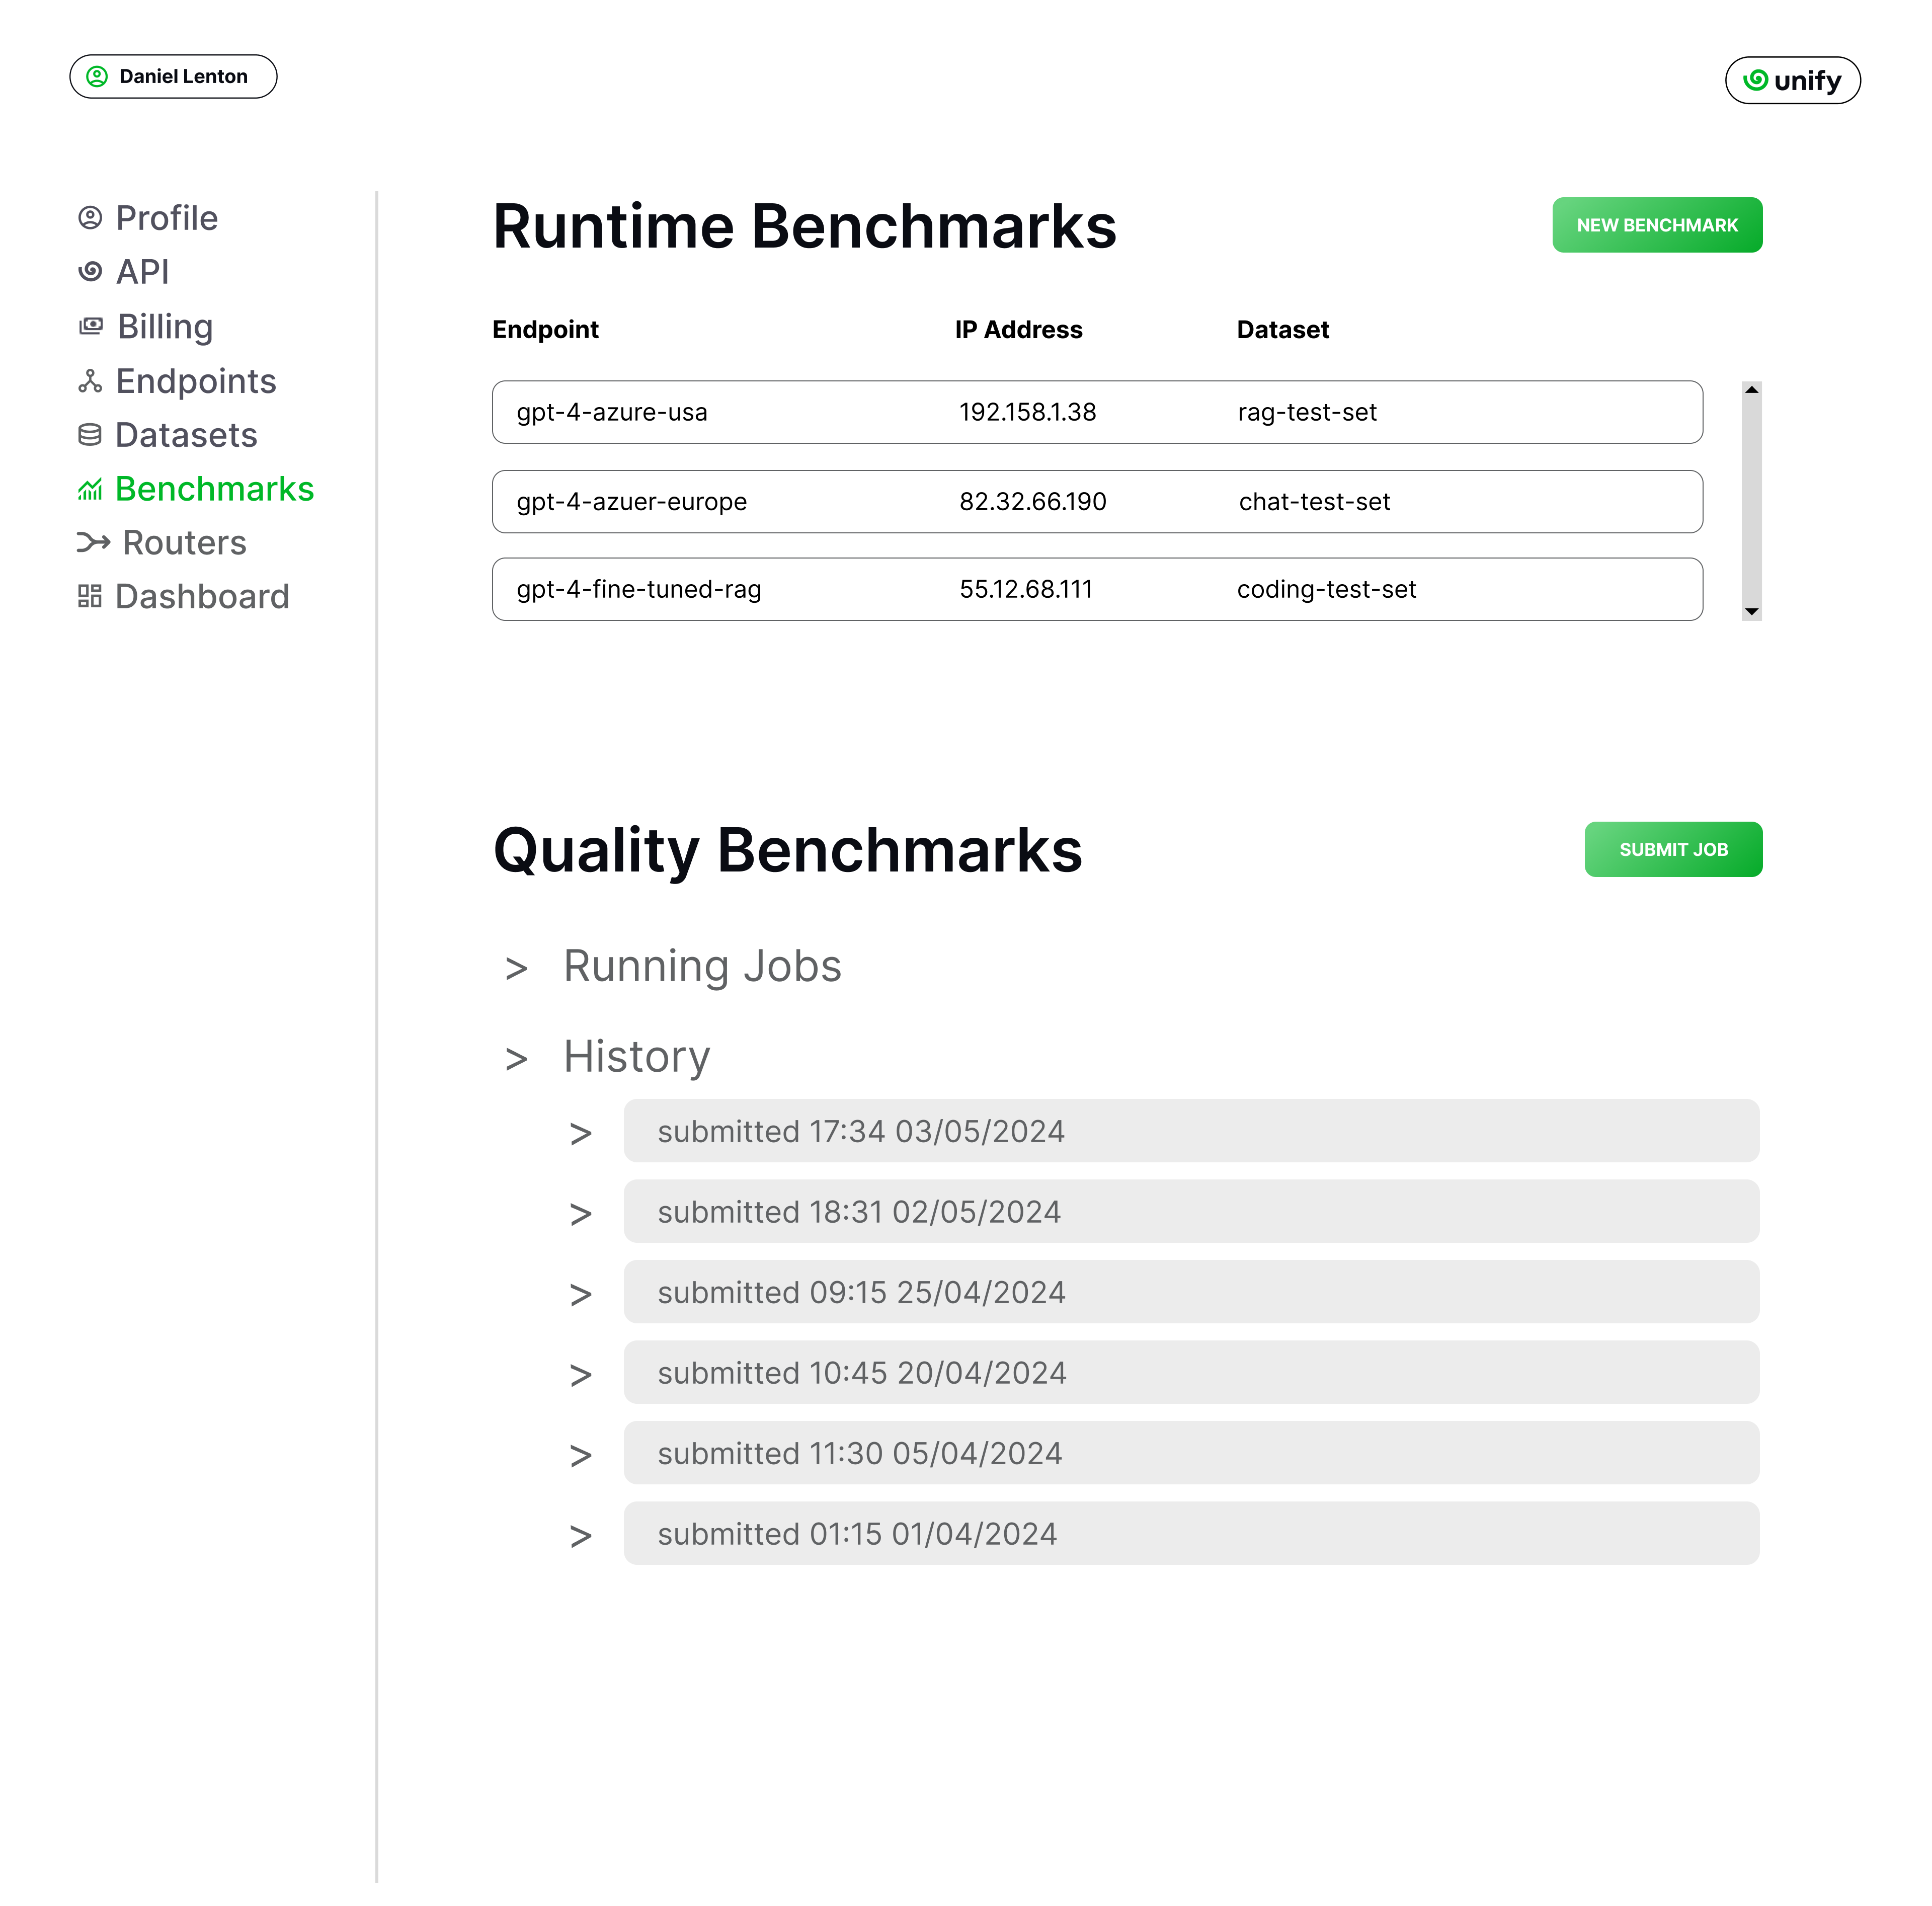 Daniel Lenton
unify
Profile
API
Billing
Endpoints
Datasets
Benchmarks
Routers
Dashboard
Runtime Benchmarks
NEW BENCHMARK
Endpoint IP Address Dataset
gpt-4-azure-usa 192.158.1.38 rag-test-set
gpt-4-azuer-europe 82.32.66.190 chat-test-set
gpt-4-fine-tuned-rag 55.12.68.111 coding-test-set
Quality Benchmarks
SUBMIT JOB
> Running Jobs
> History
> submitted 17:34 03/05/2024
> submitted 18:31 02/05/2024
> submitted 09:15 25/04/2024
> submitted 10:45 20/04/2024
> submitted 11:30 05/04/2024
> submitted 01:15 01/04/2024